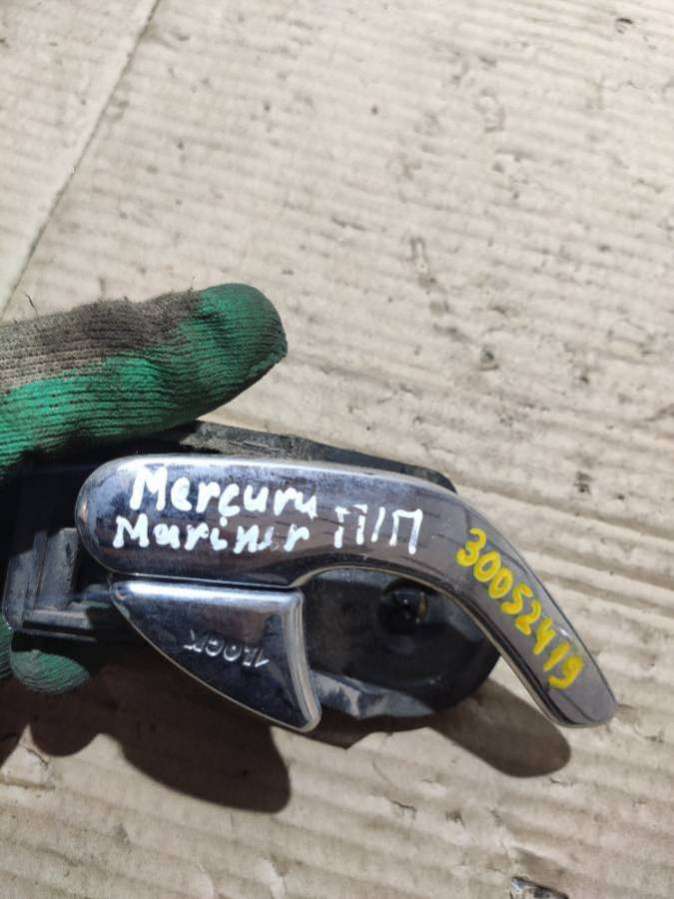 Mercury
Mariner П/П
30052419
LOCK